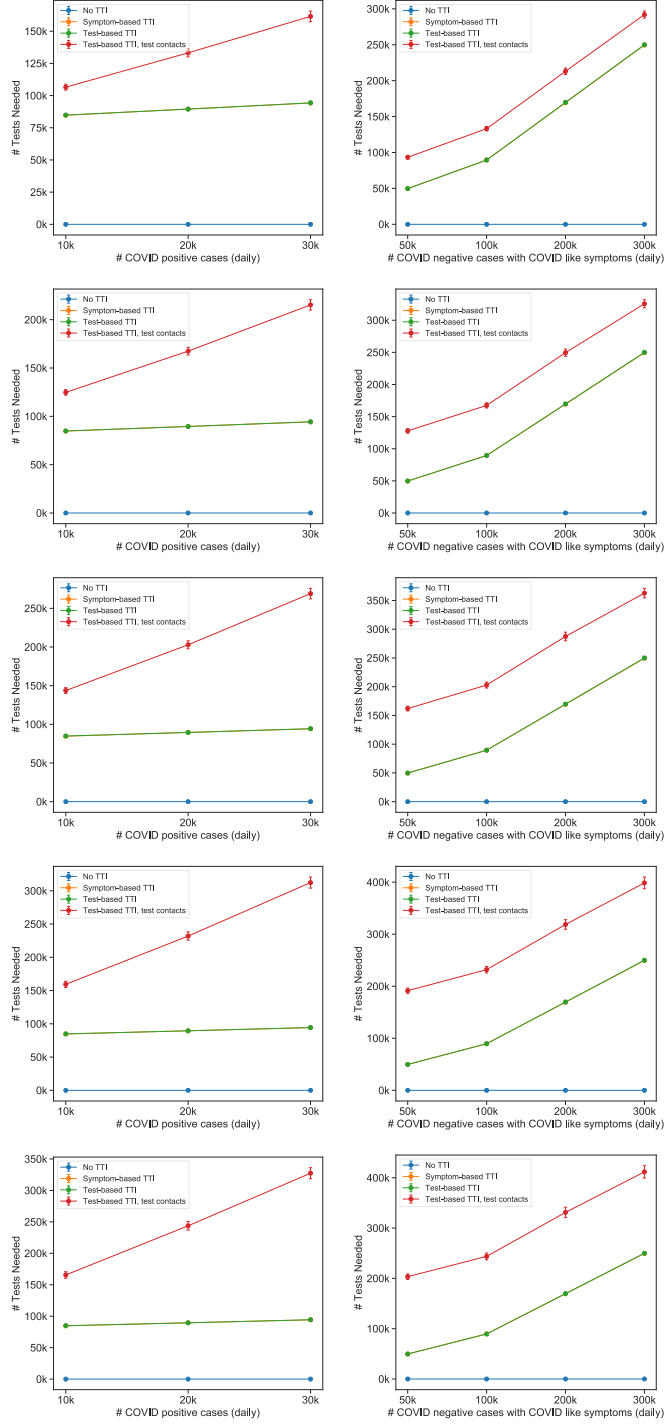 No TTI
Symptom-based TTI
Test-based TTI
Test-based TTI, test contacts
# Tests Needed
150k
125k
100k
75k
50k
25k
0k
10k 20k 30k
# COVID positive cases (daily)
No TTI
Symptom-based TTI
Test-based TTI
Test-based TTI, test contacts
# Tests Needed
300k
250k
200k
150k
100k
50k
0k
50k 100k 200k 300k
# COVID negative cases with COVID like symptoms (daily)
No TTI
Symptom-based TTI
Test-based TTI
Test-based TTI, test contacts
# Tests Needed
200k
150k
100k
50k
0k
10k 20k 30k
# COVID positive cases (daily)
No TTI
Symptom-based TTI
Test-based TTI
Test-based TTI, test contacts
# Tests Needed
300k
250k
200k
150k
100k
50k
0k
50k 100k 200k 300k
# COVID negative cases with COVID like symptoms (daily)
No TTI
Symptom-based TTI
Test-based TTI
Test-based TTI, test contacts
# Tests Needed
250k
200k
150k
100k
50k
0k
10k 20k 30k
# COVID positive cases (daily)
No TTI
Symptom-based TTI
Test-based TTI
Test-based TTI, test contacts
# Tests Needed
350k
300k
250k
200k
150k
100k
50k
0k
50k 100k 200k 300k
# COVID negative cases with COVID like symptoms (daily)
No TTI
Symptom-based TTI
Test-based TTI
Test-based TTI, test contacts
# Tests Needed
300k
250k
200k
150k
100k
50k
0k
10k 20k 30k
# COVID positive cases (daily)
No TTI
Symptom-based TTI
Test-based TTI
Test-based TTI, test contacts
# Tests Needed
400k
300k
200k
100k
0k
50k 100k 200k 300k
# COVID negative cases with COVID like symptoms (daily)
No TTI
Symptom-based TTI
Test-based TTI
Test-based TTI, test contacts
# Tests Needed
350k
300k
250k
200k
150k
100k
50k
0k
10k 20k 30k
# COVID positive cases (daily)
No TTI
Symptom-based TTI
Test-based TTI
Test-based TTI, test contacts
# Tests Needed
400k
300k
200k
100k
0k
50k 100k 200k 300k
# COVID negative cases with COVID like symptoms (daily)